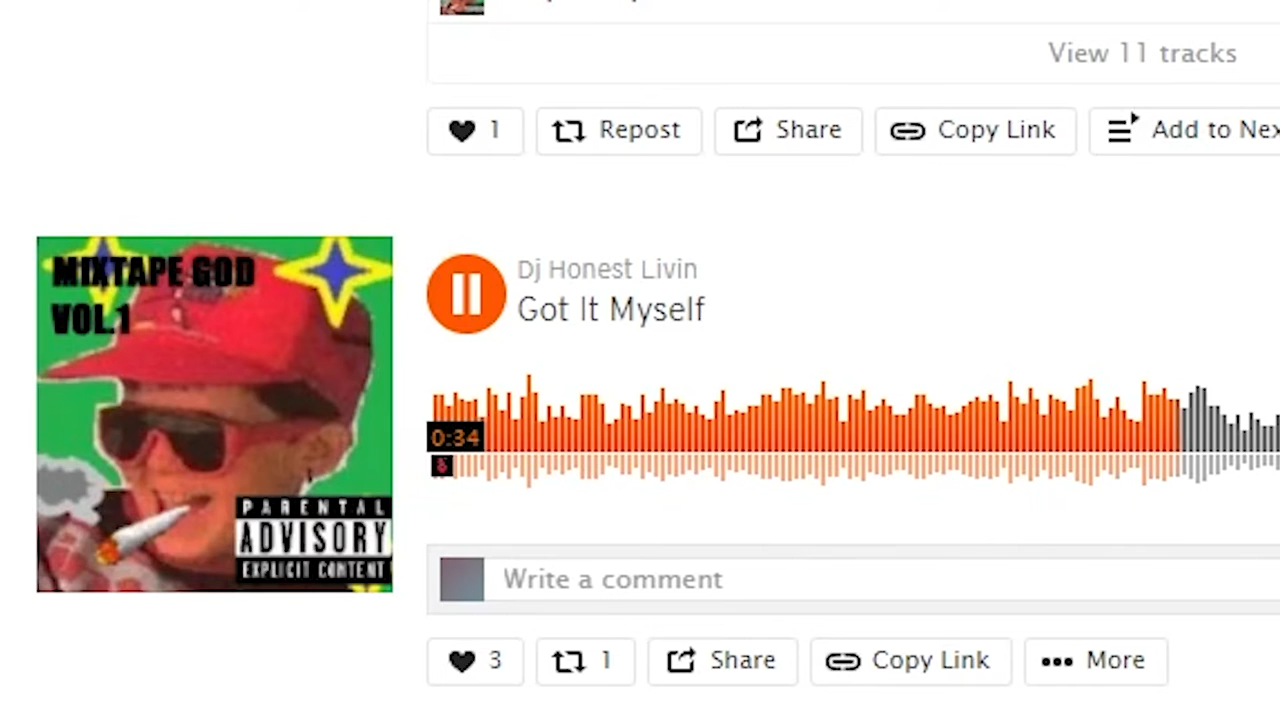 View 11 tracks
1
Repost
Share
Copy Link
Add to Nex
MIXTAPE GOD
VOL.1
Dj Honest Livin
Got It Myself
0:34
PARENTAL
ADVISORY
EXPLICIT CONTENT
Write a comment
3
1
Share
Copy Link
More